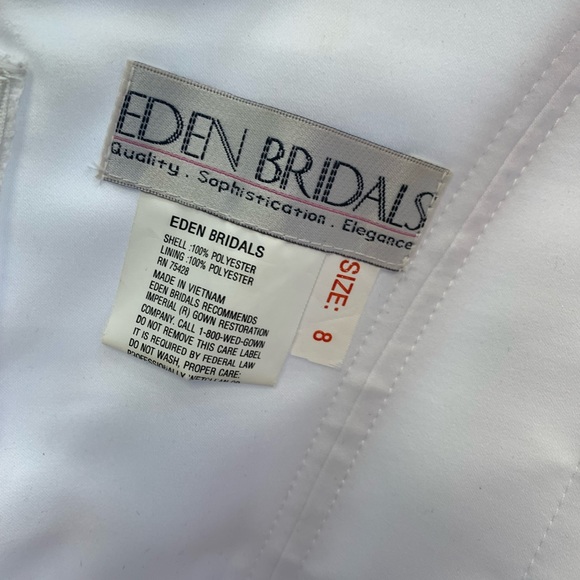 EDEN BRIDALS
Quality . Sophistication . Elegance
EDEN BRIDALS
SHELL :100% POLYESTER
LINING :100% POLYESTER
RN 75428
MADE IN VIETNAM
EDEN BRIDALS RECOMMENDS
IMPERIAL (R) GOWN RESTORATION
COMPANY. CALL 1-800-WED-GOWN
DO NOT REMOVE THIS CARE LABEL
IT IS REQUIRED BY FEDERAL LAW
DO NOT WASH, PROPER CARE:
PROFESSIONALLY
SIZE: 8